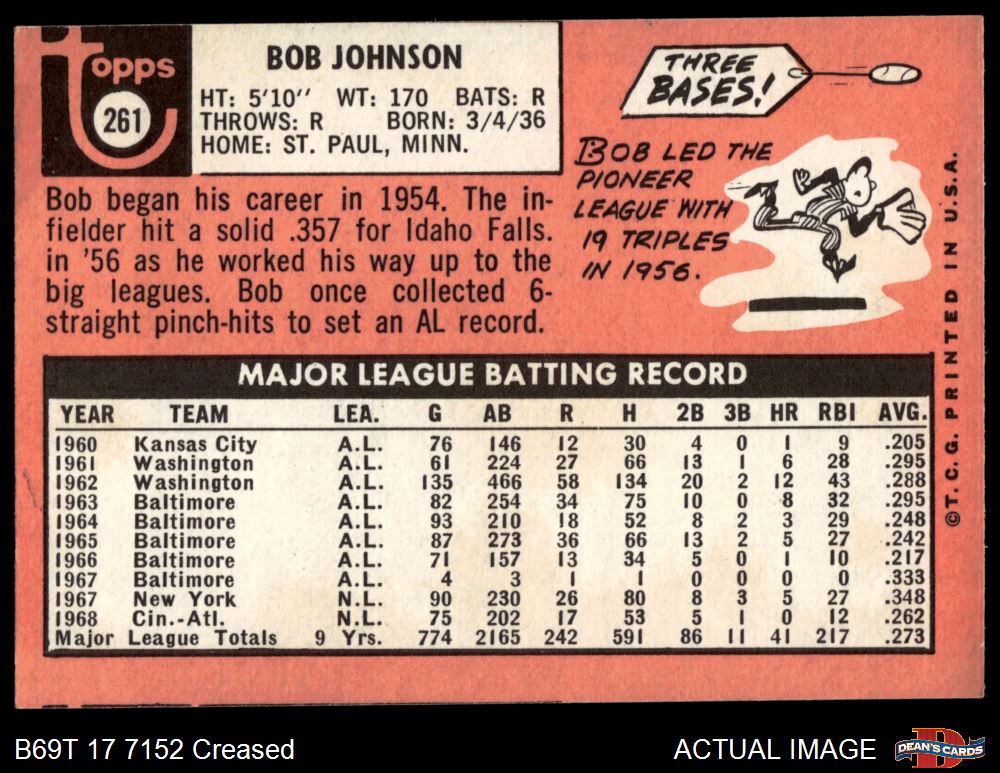 topps
261
BOB JOHNSON
HT: 5'10" WT: 170 BATS: R
THROWS: R BORN: 3/4/36
HOME: ST. PAUL, MINN.
Bob began his career in 1954. The in-
fielder hit a solid .357 for Idaho Falls.
in '56 as he worked his way up to the
big leagues. Bob once collected 6-
straight pinch-hits to set an AL record.
THREE
BASES!
BOB LED THE
PIONEER
LEAGUE WITH
19 TRIPLES
IN 1956.
©T.C.G. PRINTED IN U.S.A.
MAJOR LEAGUE BATTING RECORD
YEAR TEAM LEA. G AB R H 2B 3B HR RBI AVG.
1960 Kansas City A.L. 76 146 12 30 4 0 1 9 .205
1961 Washington A.L. 61 224 27 66 13 1 6 28 .295
1962 Washington A.L. 135 466 58 134 20 2 12 43 .288
1963 Baltimore A.L. 82 254 34 75 10 0 8 32 .295
1964 Baltimore A.L. 93 210 18 52 8 2 3 29 .248
1965 Baltimore A.L. 87 273 36 66 13 2 5 27 .242
1966 Baltimore A.L. 71 157 13 34 5 0 1 10 .217
1967 Baltimore A.L. 4 3 1 1 0 0 0 0 .333
1967 New York N.L. 90 230 26 80 8 3 5 27 .348
1968 Cin.-Atl. N.L. 75 202 17 53 5 1 0 12 .262
Major League Totals 9 Yrs. 774 2165 242 591 86 11 41 217 .273
B69T 17 7152 Creased
ACTUAL IMAGE
DEAN'S CARDS